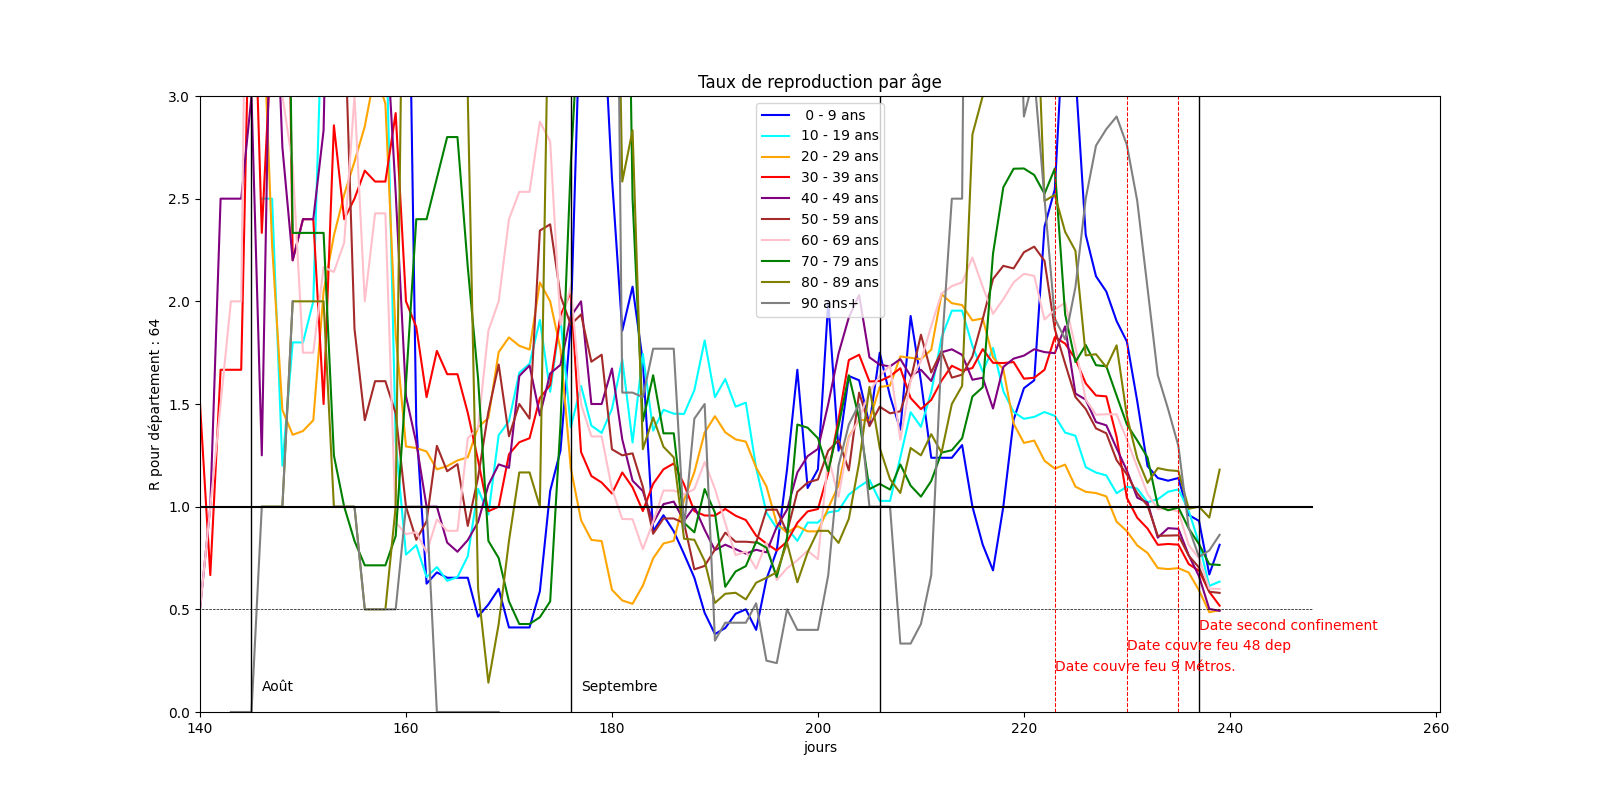 Taux de reproduction par âge
R pour département : 64
3.0
2.5
2.0
1.5
1.0
0.5
0.0
0 - 9 ans
10 - 19 ans
20 - 29 ans
30 - 39 ans
40 - 49 ans
50 - 59 ans
60 - 69 ans
70 - 79 ans
80 - 89 ans
90 ans+
Date second confinement
Date couvre feu 48 dep
Date couvre feu 9 Métros.
Août
Septembre
140
160
180
200
220
240
260
jours